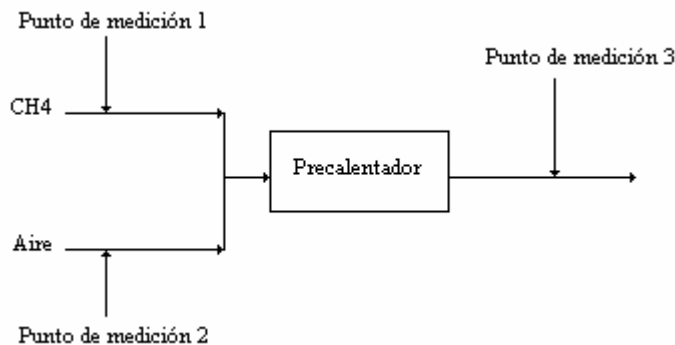 Punto de medición 1
Punto de medición 3
CH4
Precalentador
Aire
Punto de medición 2